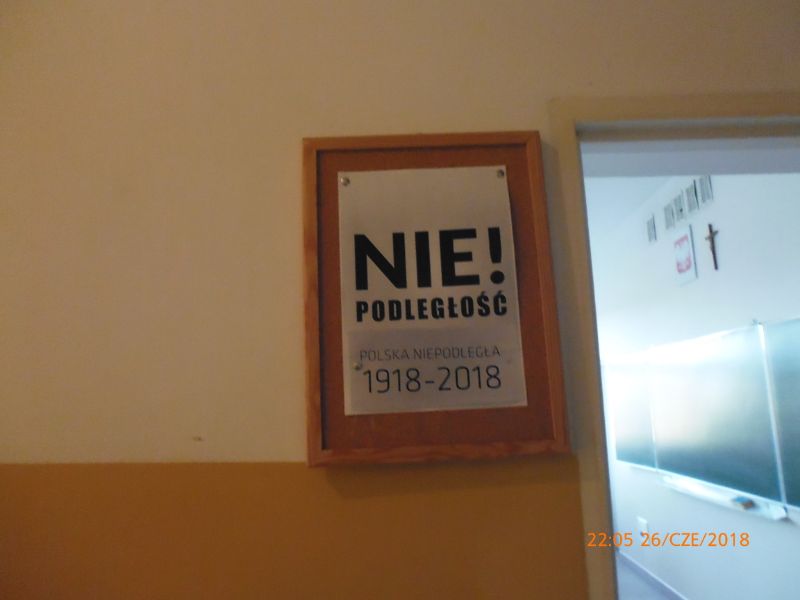 NIE!
PODLEGŁOŚĆ
POLSKA NIEPODLEGŁA
1918-2018
22:05 26/CZE/2018